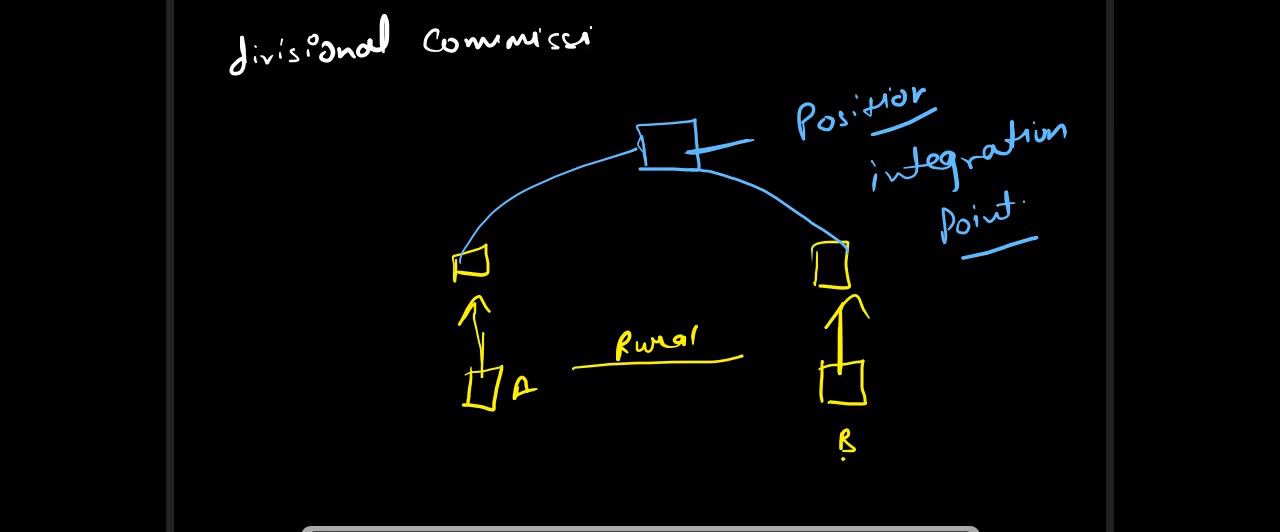 divisional commissi
Position
integration
Point.
Rural
A
B